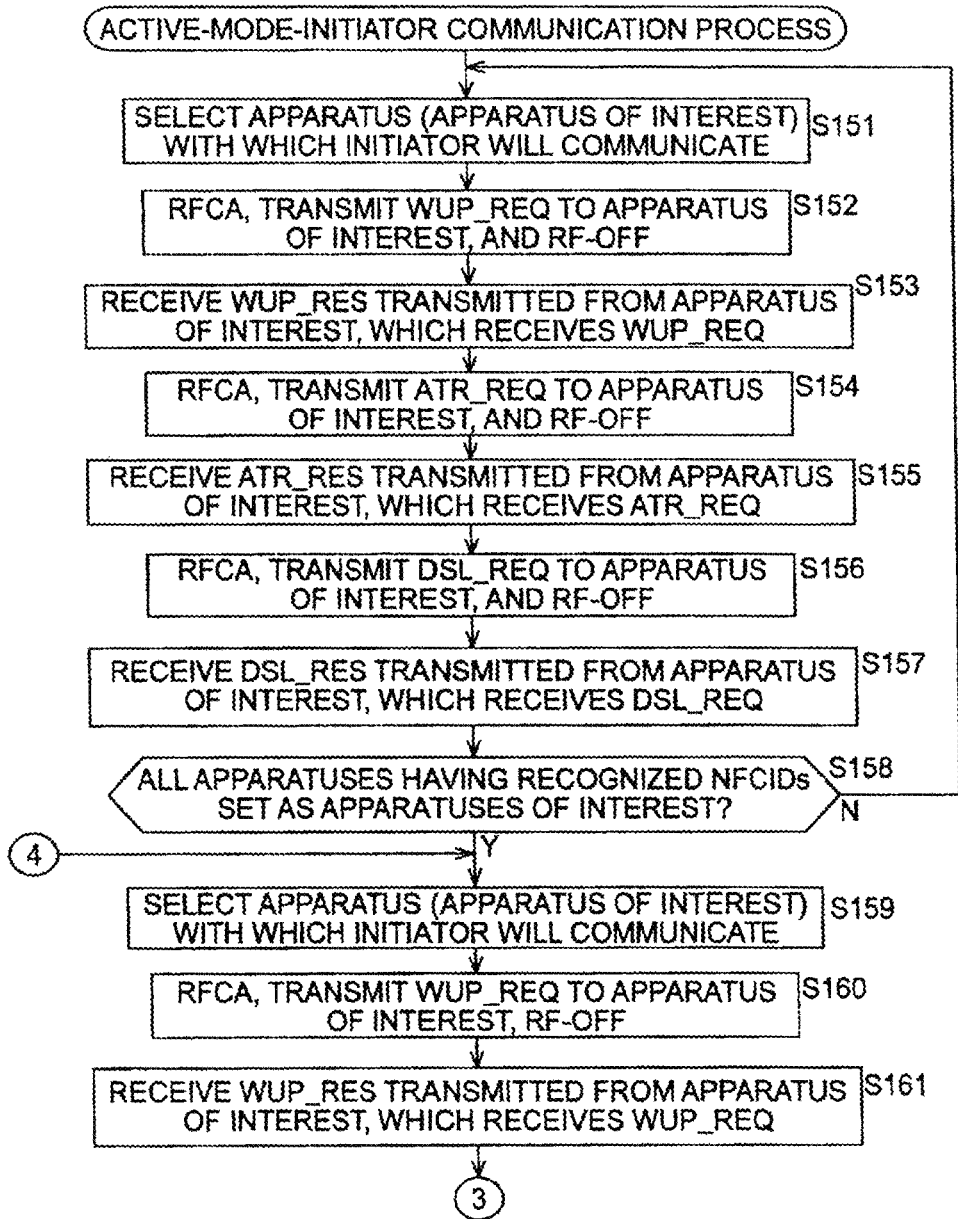 ACTIVE-MODE-INITIATOR COMMUNICATION PROCESS
SELECT APPARATUS (APPARATUS OF INTEREST)
WITH WHICH INITIATOR WILL COMMUNICATE
S151
RFCA, TRANSMIT WUP_REQ TO APPARATUS
OF INTEREST, AND RF-OFF
S152
RECEIVE WUP_RES TRANSMITTED FROM APPARATUS
OF INTEREST, WHICH RECEIVES WUP_REQ
S153
RFCA, TRANSMIT ATR_REQ TO APPARATUS
OF INTEREST, AND RF-OFF
S154
RECEIVE ATR_RES TRANSMITTED FROM APPARATUS
OF INTEREST, WHICH RECEIVES ATR_REQ
S155
RFCA, TRANSMIT DSL_REQ TO APPARATUS
OF INTEREST, AND RF-OFF
S156
RECEIVE DSL_RES TRANSMITTED FROM APPARATUS
OF INTEREST, WHICH RECEIVES DSL_REQ
S157
ALL APPARATUSES HAVING RECOGNIZED NFCIDs
SET AS APPARATUSES OF INTEREST?
S158
N
Y
4
SELECT APPARATUS (APPARATUS OF INTEREST)
WITH WHICH INITIATOR WILL COMMUNICATE
S159
RFCA, TRANSMIT WUP_REQ TO APPARATUS
OF INTEREST, RF-OFF
S160
RECEIVE WUP_RES TRANSMITTED FROM APPARATUS
OF INTEREST, WHICH RECEIVES WUP_REQ
S161
3